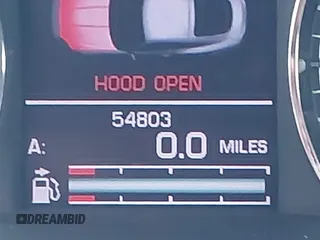 HOOD OPEN
54803
A: 0.0 MILES
DREAMBID